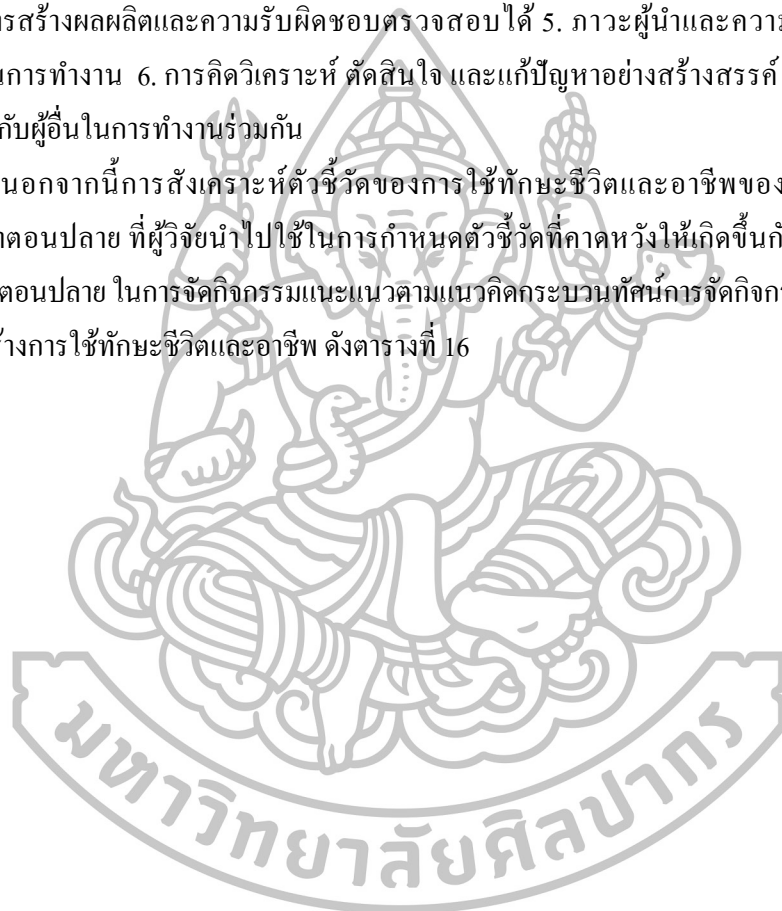 ารสร้างผลผลิตและความรับผิดชอบตรวจสอบได้ 5. ภาวะผู้นำและความ
นการทำงาน 6. การคิดวิเคราะห์ ตัดสินใจ และแก้ปัญหาอย่างสร้างสรรค์
กับผู้อื่นในการทำงานร่วมกัน
นอกจากนี้การสังเคราะห์ตัวชี้วัดของการใช้ทักษะชีวิตและอาชีพของ
ตอนปลาย ที่ผู้วิจัยนำไปใช้ในการกำหนดตัวชี้วัดที่คาดหวังให้เกิดขึ้นกั
ตอนปลาย ในการจัดกิจกรรมแนะแนวตามแนวคิดกระบวนทัศน์การจัดกิจก
ร้างการใช้ทักษะชีวิตและอาชีพ ดังตารางที่ 16
มหาวิทยาลัยศิลปากร